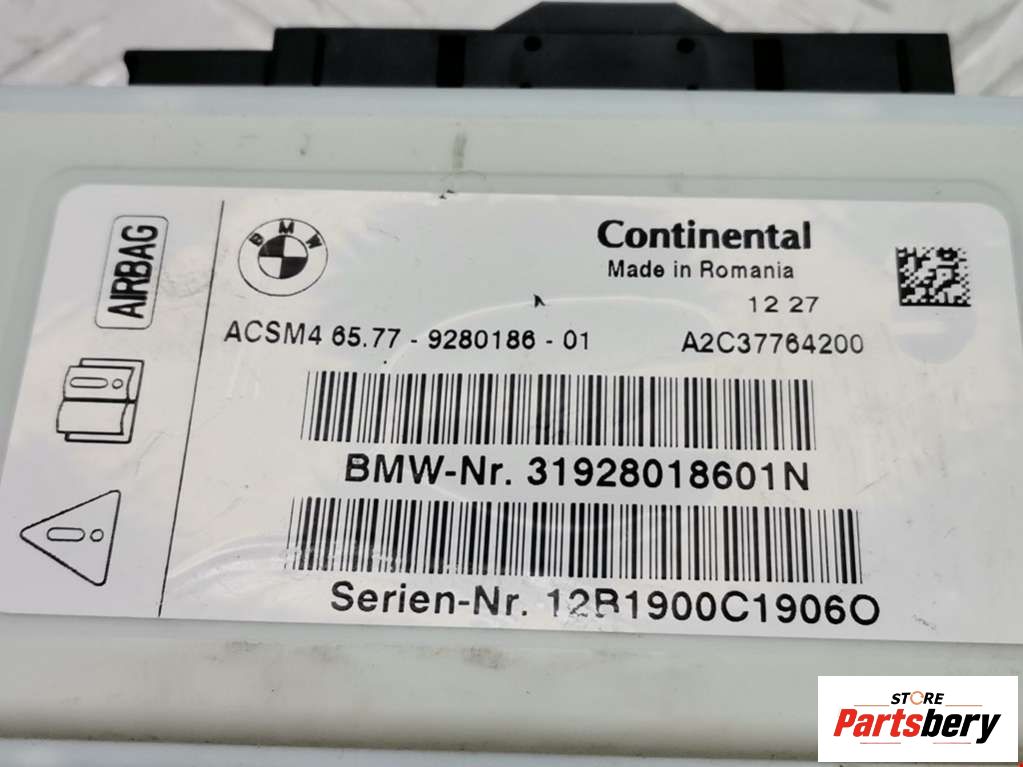 AIRBAG
BMW
Continental
Made in Romania
12 27
ACSM4 65.77 - 9280186 - 01
A2C37764200
BMW-Nr. 31928018601N
Serien-Nr.
STORE
Partsbery